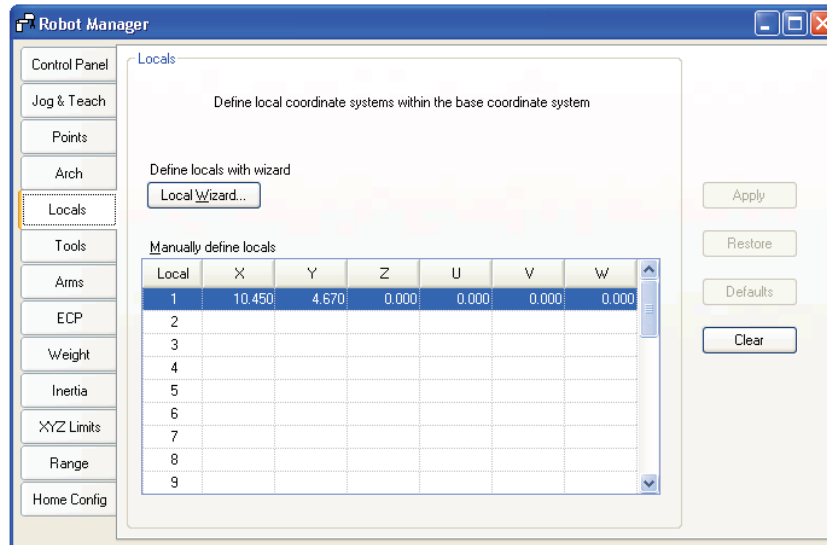 Robot Manager
Control Panel
Jog & Teach
Points
Arch
Locals
Tools
Arms
ECP
Weight
Inertia
XYZ Limits
Range
Home Config
Locals
Define local coordinate systems within the base coordinate system
Define locals with wizard
Local Wizard...
Manually define locals
Local X Y Z U V W
1 10.450 4.670 0.000 0.000 0.000 0.000
2
3
4
5
6
7
8
9
Apply
Restore
Defaults
Clear